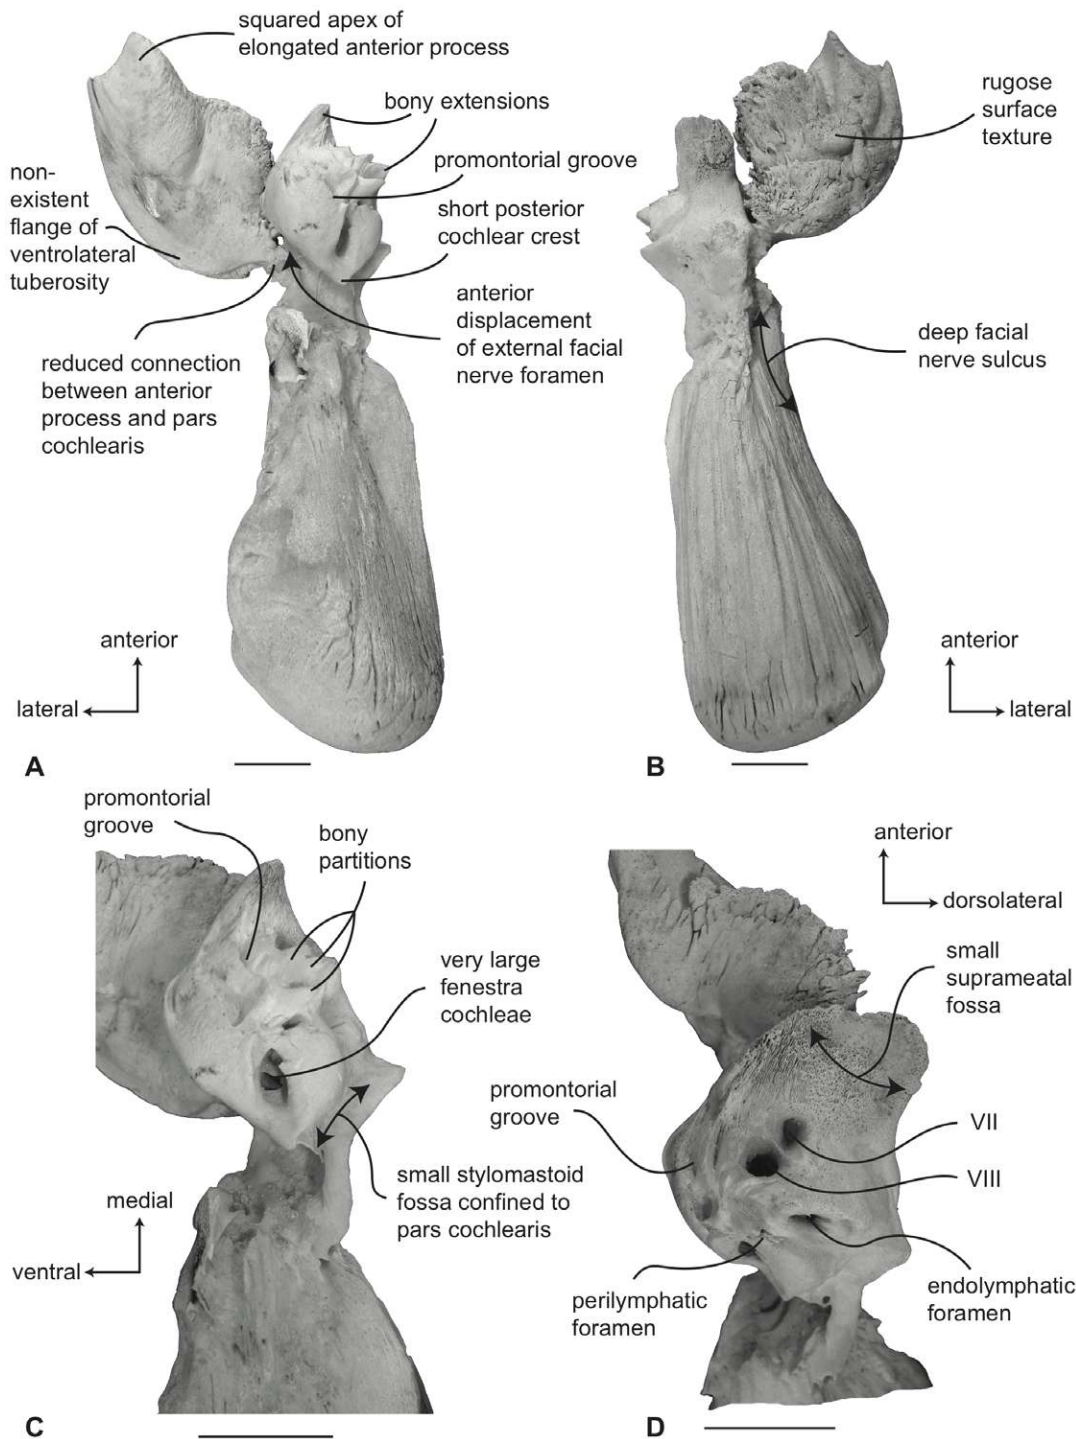 squared apex of
elongated anterior process
bony extensions
promontorial groove
short posterior
cochlear crest
non-
existent
flange of
ventrolateral
tuberosity
anterior
displacement
of external facial
nerve foramen
reduced connection
between anterior
process and pars
cochlearis
anterior
lateral
A
rugose
surface
texture
deep facial
nerve sulcus
anterior
lateral
B
promontorial
groove
bony
partitions
very large
fenestra
cochleae
small stylomastoid
fossa confined to
pars cochlearis
medial
ventral
C
anterior
dorsolateral
small
suprameatal
fossa
promontorial
groove
VII
VIII
perilymphatic
foramen
endolymphatic
foramen
D